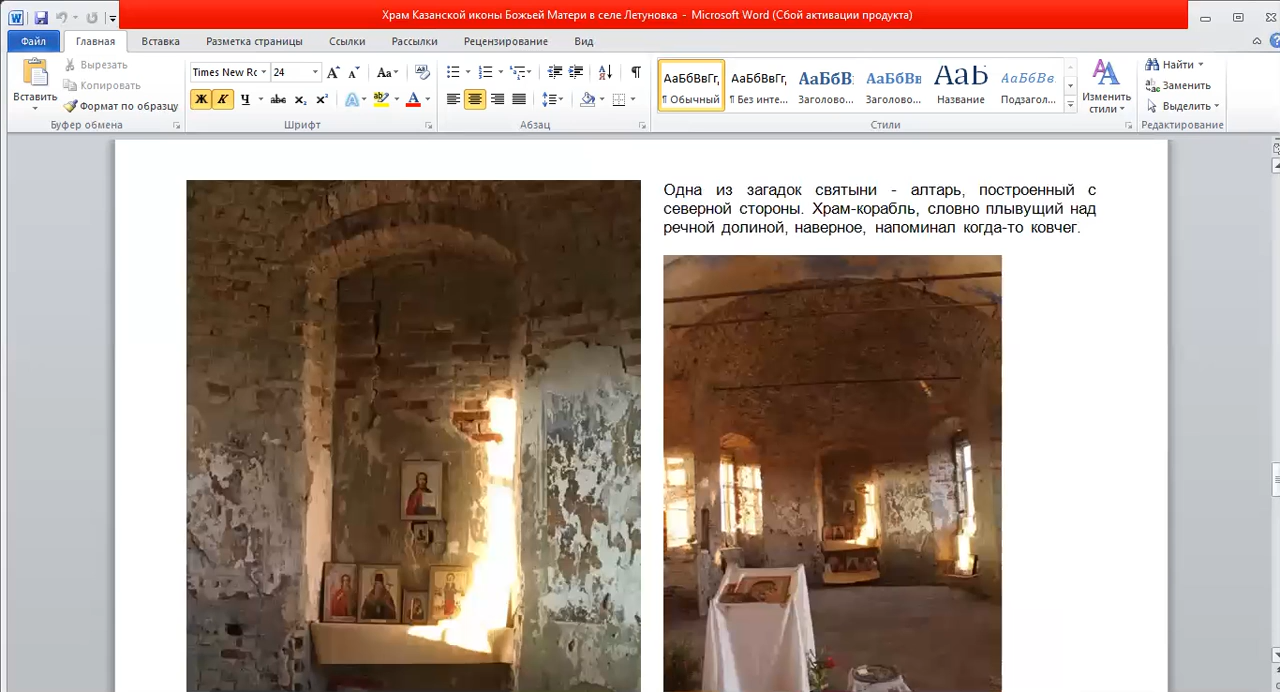 Храм Казанской иконы Божьей Матери в селе Летуновка - Microsoft Word (Сбой активации продукта)
Файл Главная Вставка Разметка страницы Ссылки Рассылки Рецензирование Вид
Вставить
Вырезать
Копировать
Формат по образцу
Буфер обмена
Times New Rc 24
Ж К Ч abc x₂ x²
Шрифт
Абзац
АаБбВвГг, АаБбВвГг, АаБбВ АаБбВв АаБ АаБбВв.
¶ Обычный ¶ Без инте... Заголово... Заголово... Название Подзагол...
Стили
Изменить
стили
Найти
Заменить
Выделить
Редактирование
Одна из загадок святыни - алтарь, построенный с
северной стороны. Храм-корабль, словно плывущий над
речной долиной, наверное, напоминал когда-то ковчег.